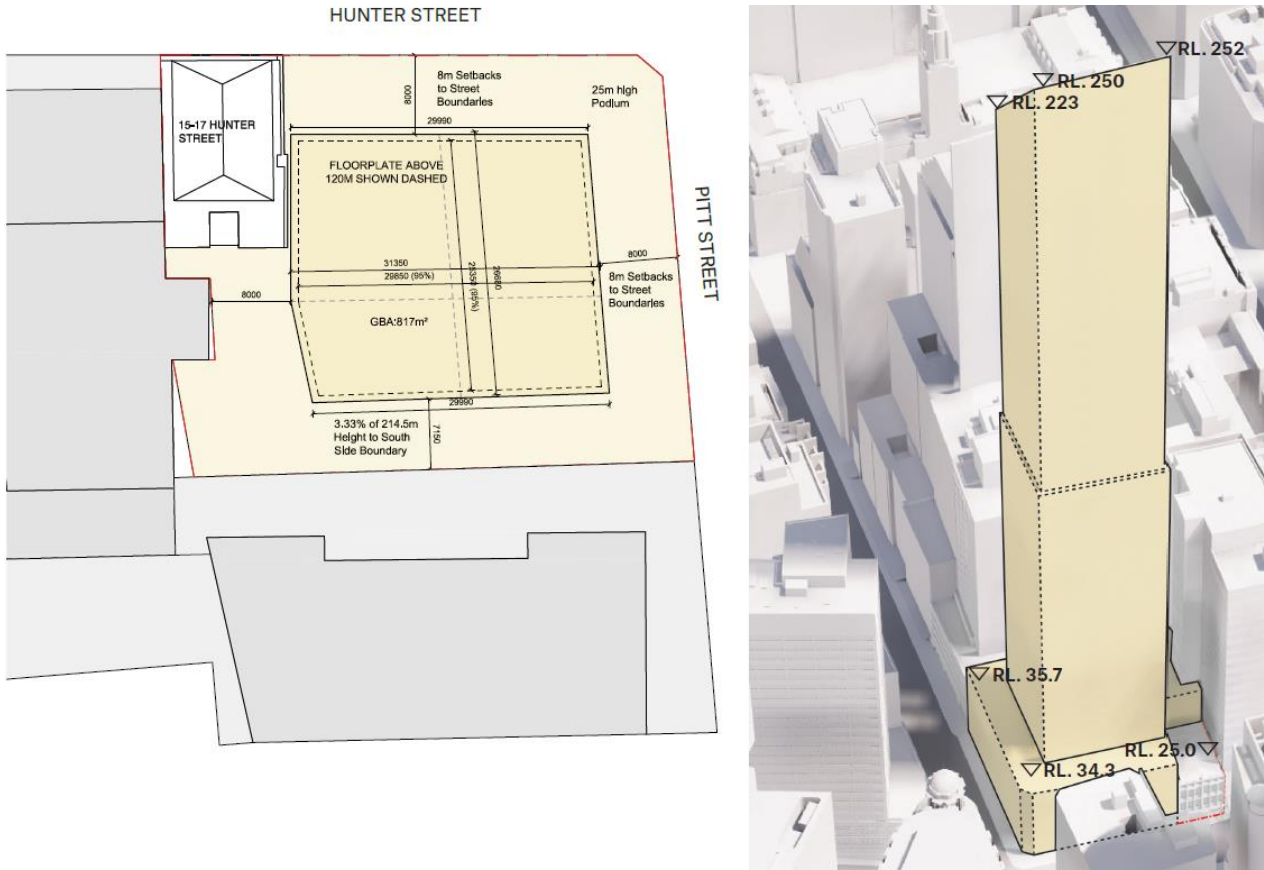 HUNTER STREET
8m Setbacks
to Street
Boundaries
8000
25m high
Podium
15-17 HUNTER
STREET
29990
FLOORPLATE ABOVE
120M SHOWN DASHED
PITT STREET
31350
29850 (95%)
25350 (95%)
26680
8000
8000
8m Setbacks
to Street
Boundaries
GBA:817m²
29990
3.33% of 214.5m
Height to South
Side Boundary
7150
RL. 252
RL. 250
RL. 223
RL. 35.7
RL. 25.0
RL. 34.3